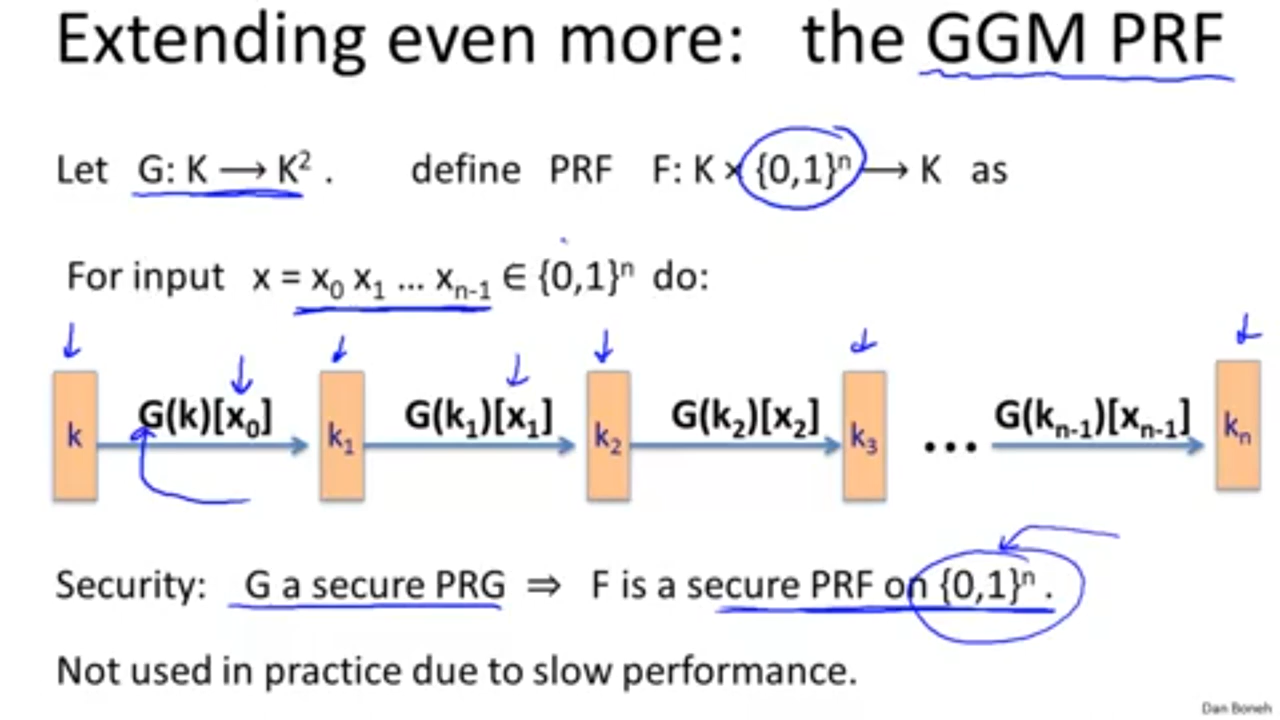 Extending even more: the GGM PRF
Let G: K ⟶ K² . define PRF F: K × {0,1}ⁿ ⟶ K as
For input x = x₀ x₁ … xₙ₋₁ ∈ {0,1}ⁿ do:
G(k)[x₀] G(k₁)[x₁] G(k₂)[x₂] G(kₙ₋₁)[xₙ₋₁]
k k₁ k₂ k₃ ••• kₙ
Security: G a secure PRG ⇒ F is a secure PRF on {0,1}ⁿ .
Not used in practice due to slow performance.
Dan Boneh